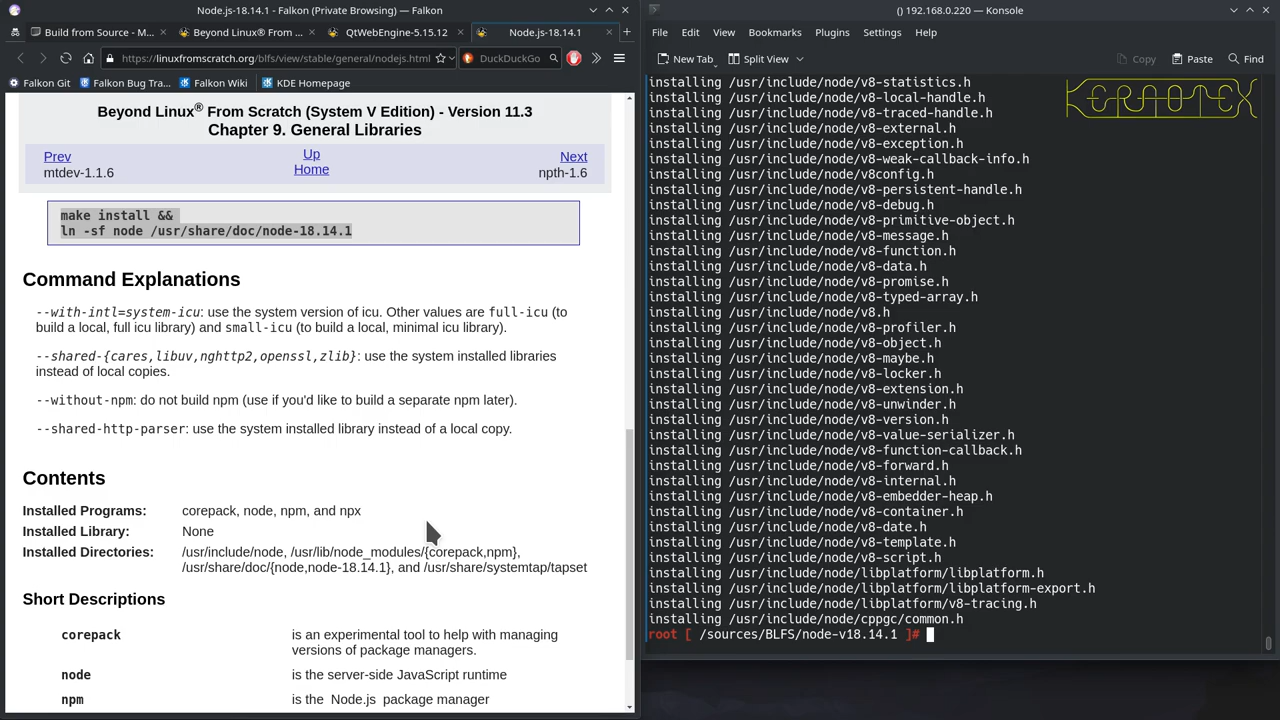 Node.js-18.14.1 - Falkon (Private Browsing) — Falkon
Build from Source - M...
Beyond Linux® From ...
QtWebEngine-5.15.12
Node.js-18.14.1
https://linuxfromscratch.org/blfs/view/stable/general/nodejs.html
DuckDuckGo
Falkon Git
Falkon Bug Tra...
Falkon Wiki
KDE Homepage
Beyond Linux® From Scratch (System V Edition) - Version 11.3
Chapter 9. General Libraries
Prev
Up
Next
mtdev-1.1.6
Home
npth-1.6
make install &&
ln -sf node /usr/share/doc/node-18.14.1
Command Explanations
--with-intl=system-icu: use the system version of icu. Other values are full-icu (to
build a local, full icu library) and small-icu (to build a local, minimal icu library).
--shared-{cares,libuv,nghttp2,openssl,zlib}: use the system installed libraries
instead of local copies.
--without-npm: do not build npm (use if you'd like to build a separate npm later).
--shared-http-parser: use the system installed library instead of a local copy.
Contents
Installed Programs: corepack, node, npm, and npx
Installed Library: None
Installed Directories: /usr/include/node, /usr/lib/node_modules/{corepack,npm},
/usr/share/doc/{node,node-18.14.1}, and /usr/share/systemtap/tapset
Short Descriptions
corepack is an experimental tool to help with managing
versions of package managers.
node is the server-side JavaScript runtime
npm is the Node.js package manager
() 192.168.0.220 — Konsole
File Edit View Bookmarks Plugins Settings Help
New Tab Split View Copy Paste Find
installing /usr/include/node/v8-statistics.h
installing /usr/include/node/v8-local-handle.h
installing /usr/include/node/v8-traced-handle.h
installing /usr/include/node/v8-external.h
installing /usr/include/node/v8-exception.h
installing /usr/include/node/v8-weak-callback-info.h
installing /usr/include/node/v8config.h
installing /usr/include/node/v8-persistent-handle.h
installing /usr/include/node/v8-debug.h
installing /usr/include/node/v8-primitive-object.h
installing /usr/include/node/v8-message.h
installing /usr/include/node/v8-function.h
installing /usr/include/node/v8-data.h
installing /usr/include/node/v8-promise.h
installing /usr/include/node/v8-typed-array.h
installing /usr/include/node/v8.h
installing /usr/include/node/v8-profiler.h
installing /usr/include/node/v8-object.h
installing /usr/include/node/v8-maybe.h
installing /usr/include/node/v8-locker.h
installing /usr/include/node/v8-extension.h
installing /usr/include/node/v8-unwinder.h
installing /usr/include/node/v8-version.h
installing /usr/include/node/v8-value-serializer.h
installing /usr/include/node/v8-function-callback.h
installing /usr/include/node/v8-forward.h
installing /usr/include/node/v8-internal.h
installing /usr/include/node/v8-embedder-heap.h
installing /usr/include/node/v8-container.h
installing /usr/include/node/v8-date.h
installing /usr/include/node/v8-template.h
installing /usr/include/node/v8-script.h
installing /usr/include/node/libplatform/libplatform.h
installing /usr/include/node/libplatform/libplatform-export.h
installing /usr/include/node/libplatform/v8-tracing.h
installing /usr/include/node/cppgc/common.h
root [ /sources/BLFS/node-v18.14.1 ]#